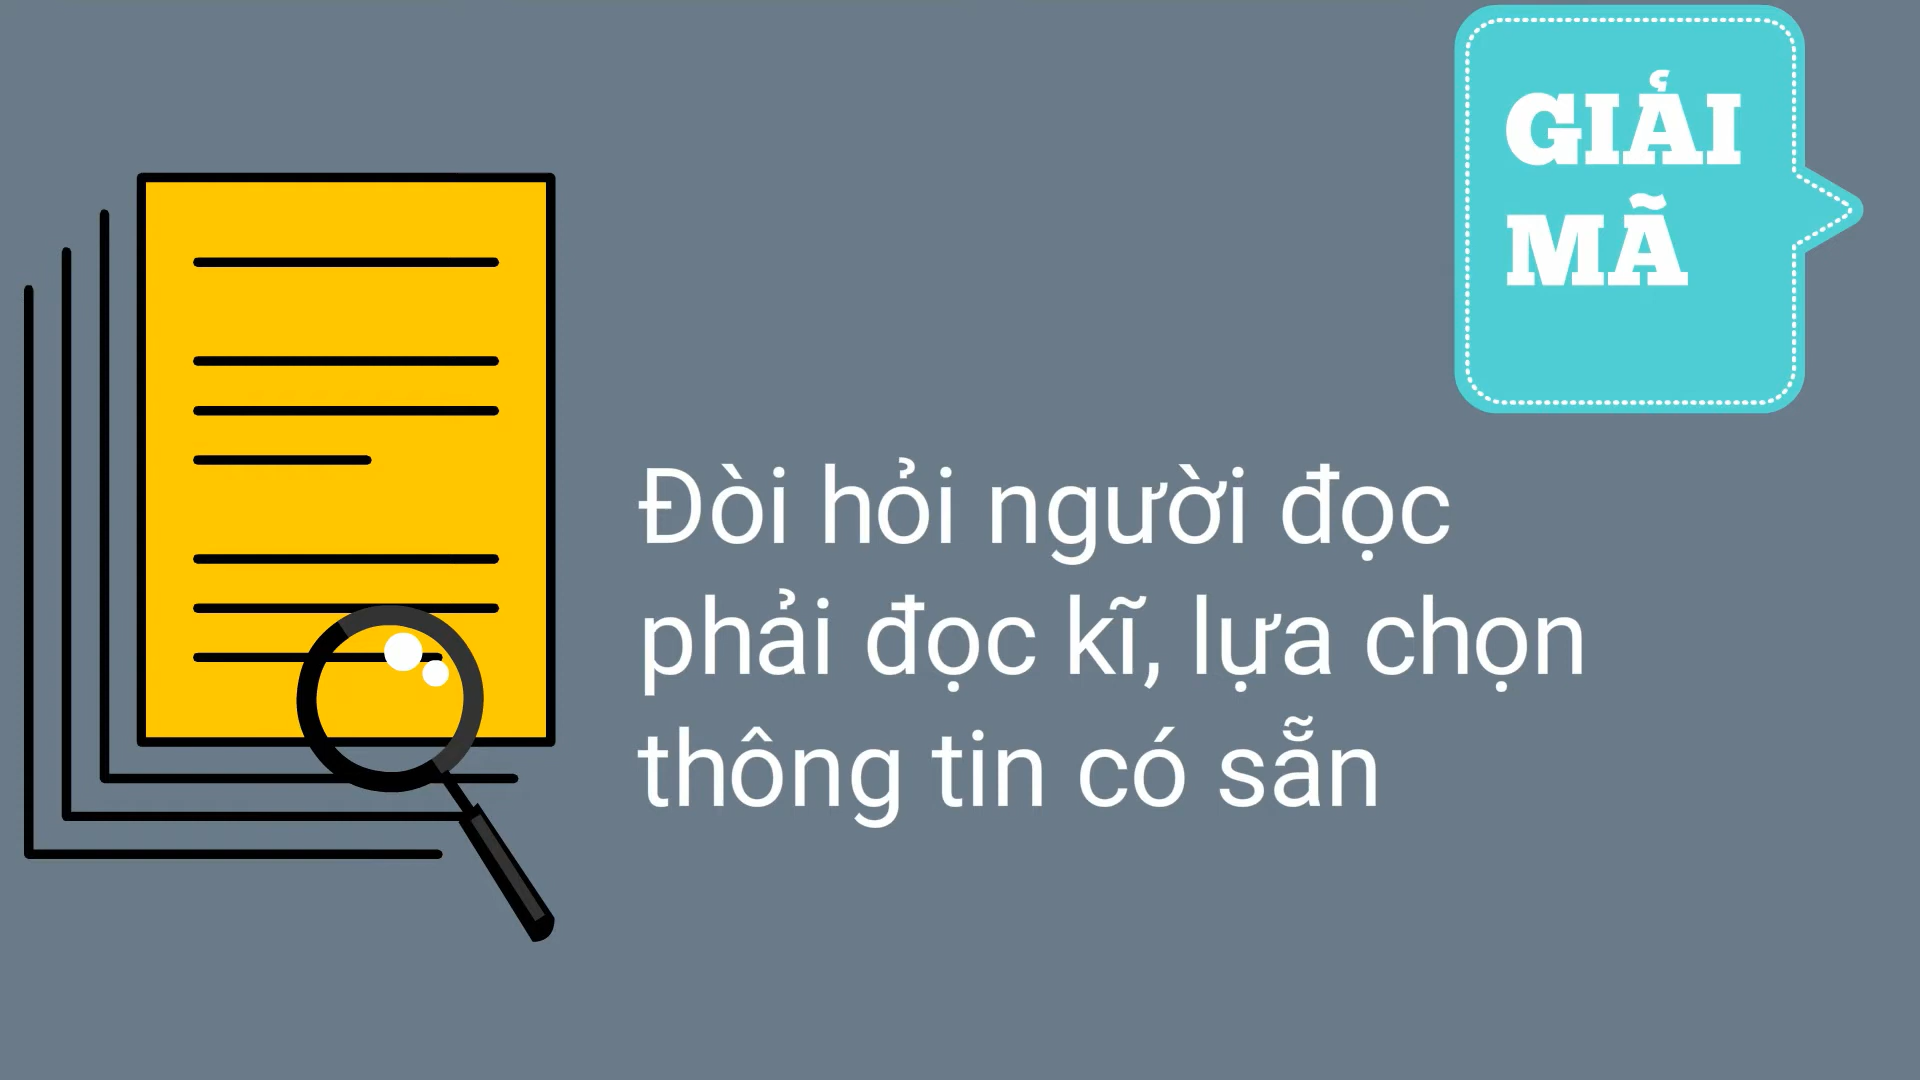 GIẢI
MÃ
Đòi hỏi người đọc
phải đọc kĩ, lựa chọn
thông tin có sẵn